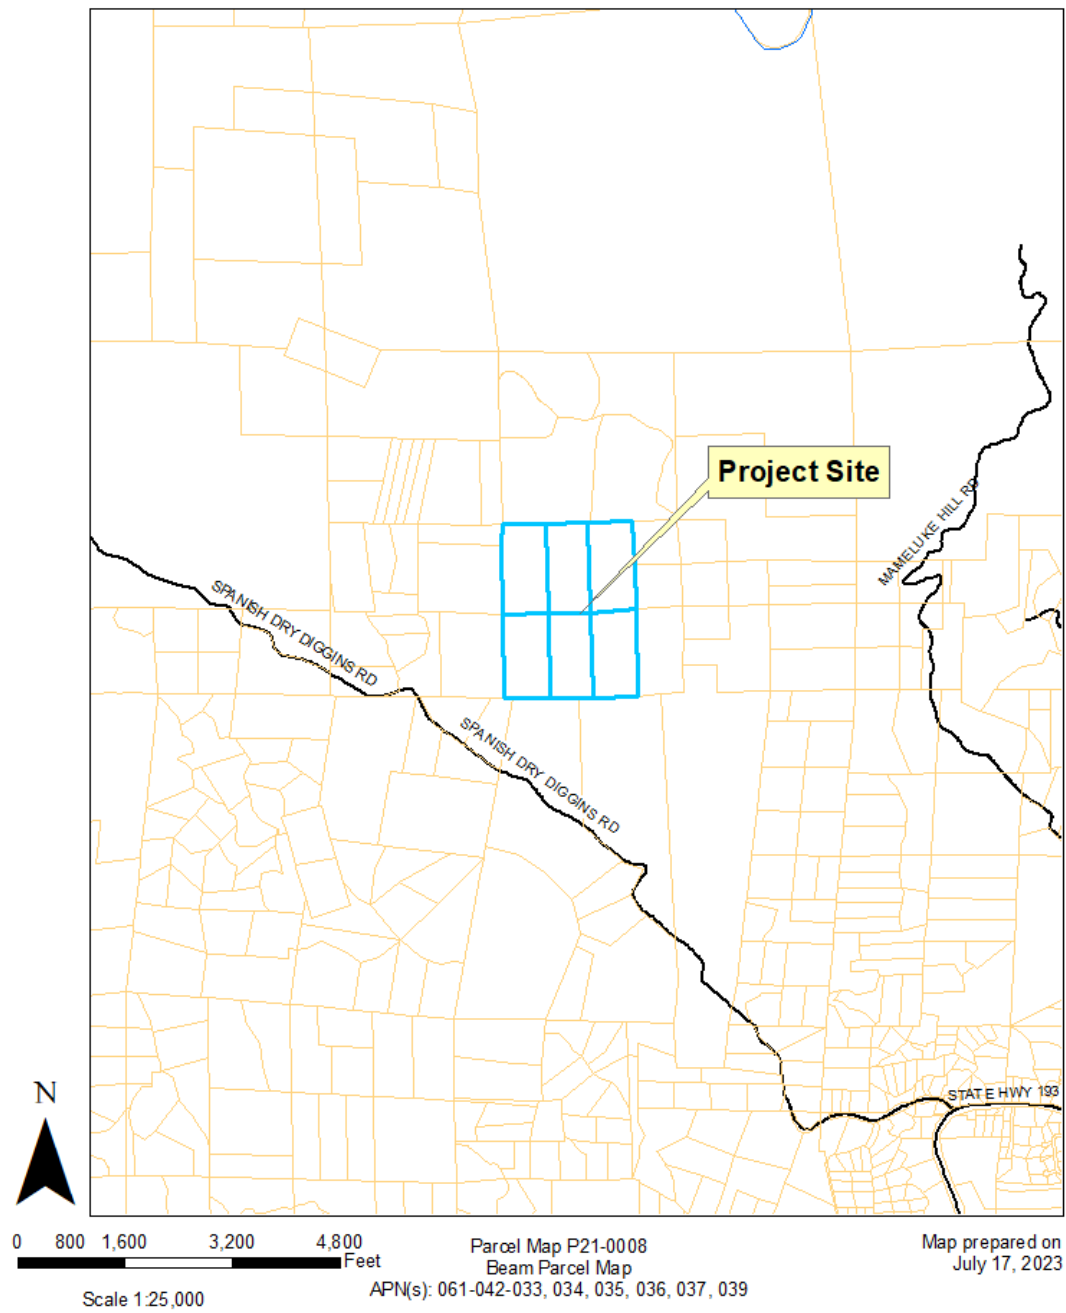 Project Site
MAMELUKE HILL RD
SPANISH DRY DIGGINS RD
SPANISH DRY DIGGINS RD
STATE HWY 193
N
0 800 1,600 3,200 4,800
Feet
Scale 1:25,000
Parcel Map P21-0008
Beam Parcel Map
APN(s): 061-042-033, 034, 035, 036, 037, 039
Map prepared on
July 17, 2023